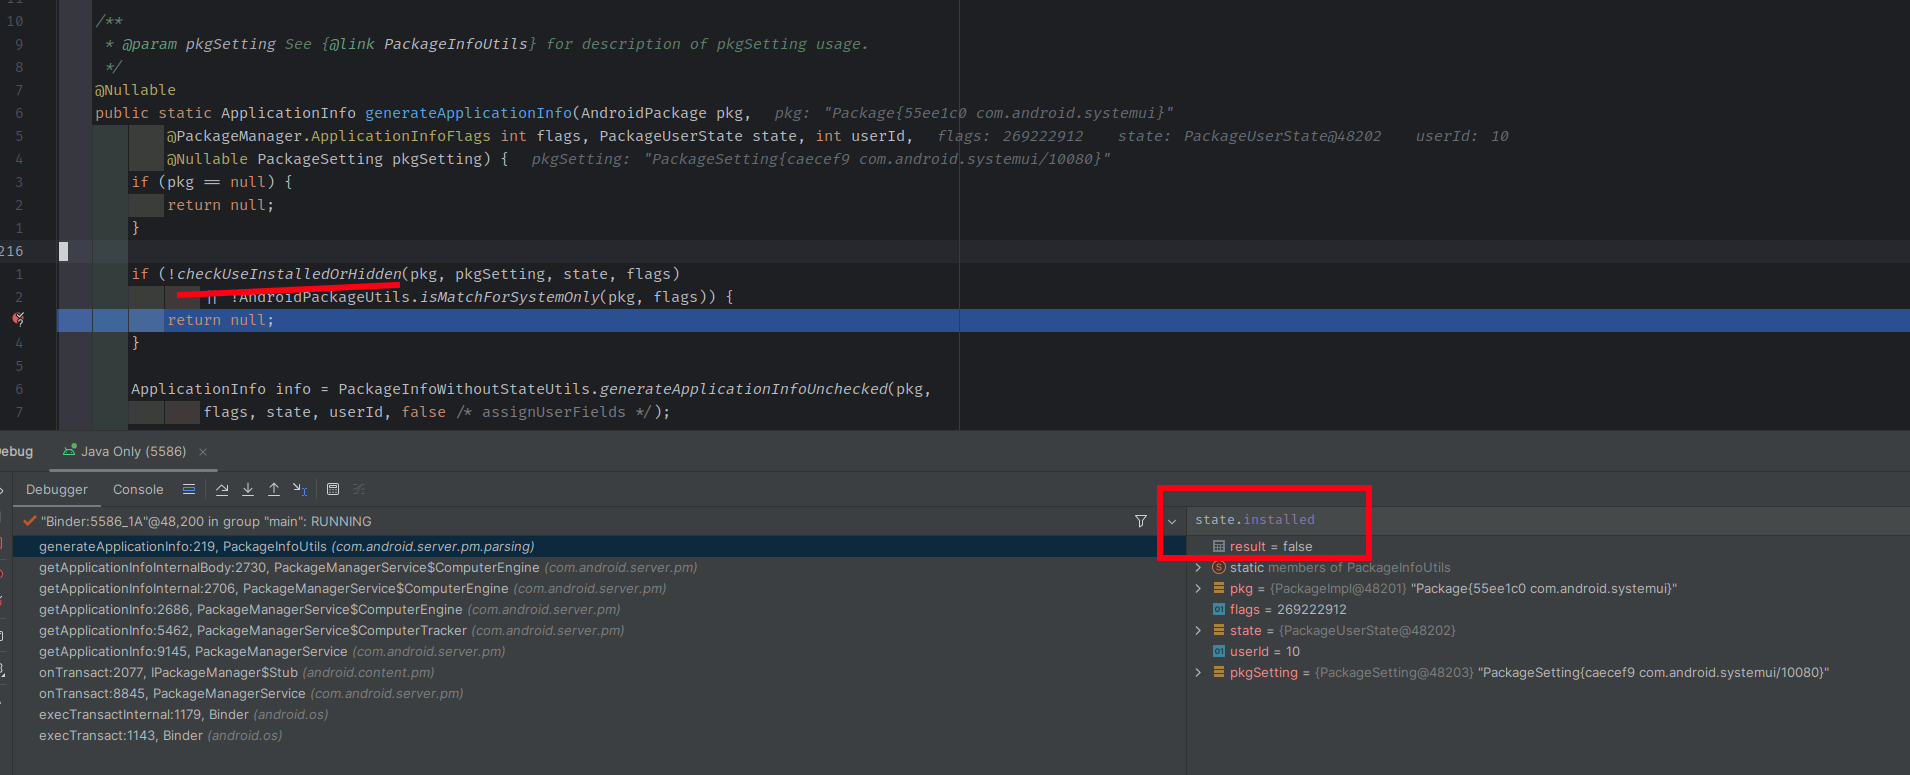 11
10 /**
9 * @param pkgSetting See {@link PackageInfoUtils} for description of pkgSetting usage.
8 */
7 @Nullable
6 public static ApplicationInfo generateApplicationInfo(AndroidPackage pkg, pkg: "Package{55ee1c0 com.android.systemui}"
5 @PackageManager.ApplicationInfoFlags int flags, PackageUserState state, int userId, flags: 269222912 state: PackageUserState@48202 userId: 10
4 @Nullable PackageSetting pkgSetting) { pkgSetting: "PackageSetting{caecef9 com.android.systemui/10080}"
3 if (pkg == null) {
2 return null;
1 }
216
1 if (!checkUseInstalledOrHidden(pkg, pkgSetting, state, flags)
2 || !AndroidPackageUtils.isMatchForSystemOnly(pkg, flags)) {
return null;
4 }
5
6 ApplicationInfo info = PackageInfoWithoutStateUtils.generateApplicationInfoUnchecked(pkg,
7 flags, state, userId, false /* assignUserFields */);
ebug Java Only (5586)
Debugger Console
"Binder:5586_1A"@48,200 in group "main": RUNNING
generateApplicationInfo:219, PackageInfoUtils (com.android.server.pm.parsing)
getApplicationInfoInternalBody:2730, PackageManagerService$ComputerEngine (com.android.server.pm)
getApplicationInfoInternal:2706, PackageManagerService$ComputerEngine (com.android.server.pm)
getApplicationInfo:2686, PackageManagerService$ComputerEngine (com.android.server.pm)
getApplicationInfo:5462, PackageManagerService$ComputerTracker (com.android.server.pm)
getApplicationInfo:9145, PackageManagerService (com.android.server.pm)
onTransact:2077, IPackageManager$Stub (android.content.pm)
onTransact:8845, PackageManagerService (com.android.server.pm)
execTransactInternal:1179, Binder (android.os)
execTransact:1143, Binder (android.os)
state.installed
result = false
static members of PackageInfoUtils
pkg = {PackageImpl@48201} "Package{55ee1c0 com.android.systemui}"
flags = 269222912
state = {PackageUserState@48202}
userId = 10
pkgSetting = {PackageSetting@48203} "PackageSetting{caecef9 com.android.systemui/10080}"